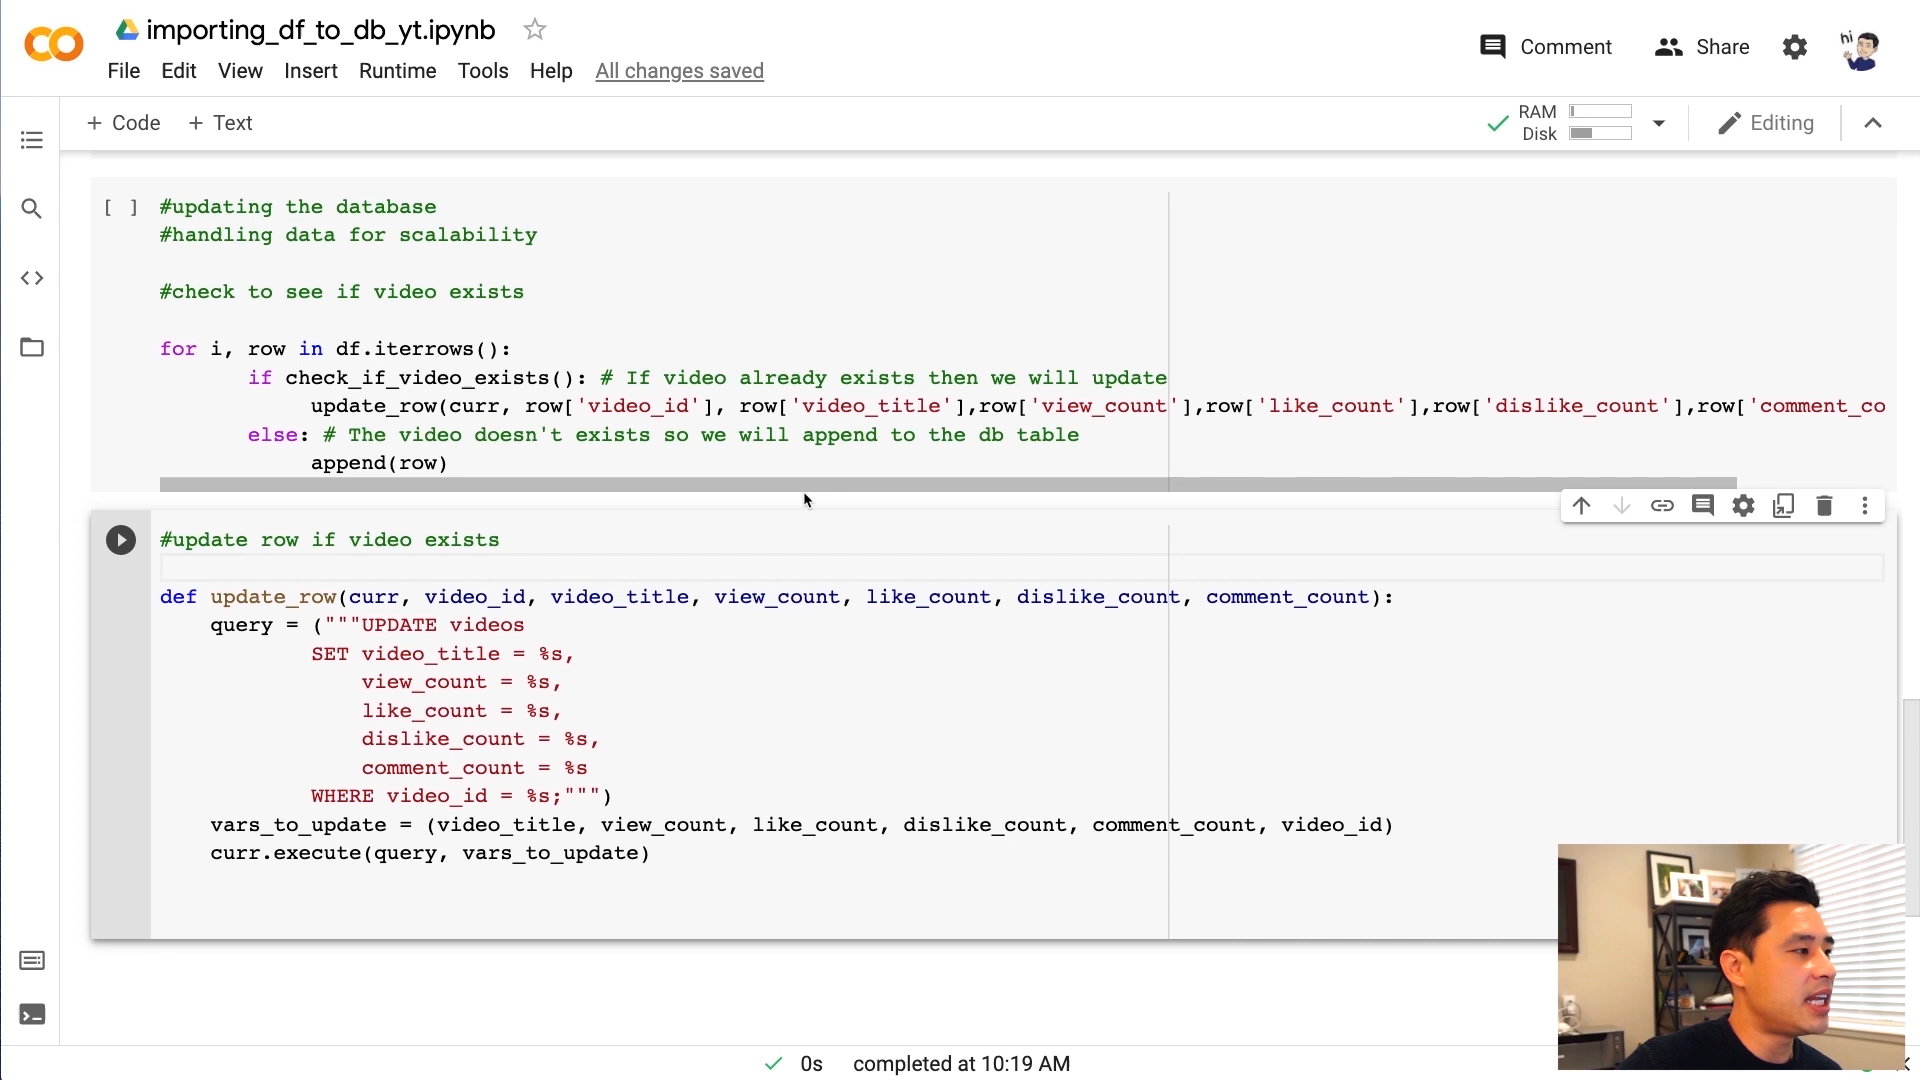 importing_df_to_db_yt.ipynb
File Edit View Insert Runtime Tools Help All changes saved
Comment
Share
hi
+ Code + Text
RAM
Disk
Editing
[ ] #updating the database
#handling data for scalability
#check to see if video exists
for i, row in df.iterrows():
if check_if_video_exists(): # If video already exists then we will update
update_row(curr, row['video_id'], row['video_title'],row['view_count'],row['like_count'],row['dislike_count'],row['comment_co
else: # The video doesn't exists so we will append to the db table
append(row)
#update row if video exists
def update_row(curr, video_id, video_title, view_count, like_count, dislike_count, comment_count):
query = ("""UPDATE videos
SET video_title = %s,
view_count = %s,
like_count = %s,
dislike_count = %s,
comment_count = %s
WHERE video_id = %s;""")
vars_to_update = (video_title, view_count, like_count, dislike_count, comment_count, video_id)
curr.execute(query, vars_to_update)
0s completed at 10:19 AM